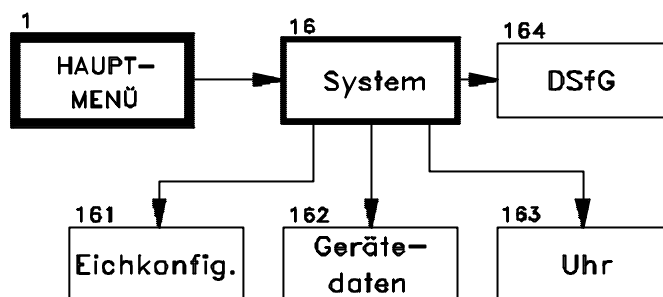 1
HAUPT-
MENÜ
16
System
164
DSfG
161
Eichkonfig.
162
Geräte-
daten
163
Uhr